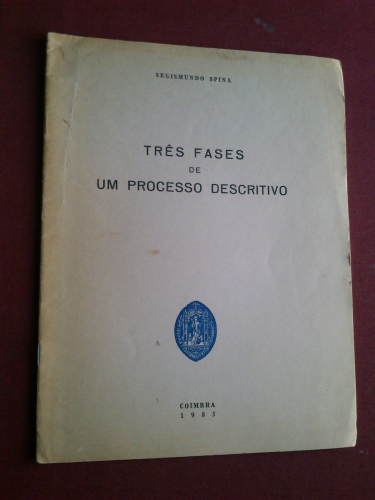 SEGISMUNDO SPINA
TRÊS FASES
DE
UM PROCESSO DESCRITIVO
COIMBRA
1983